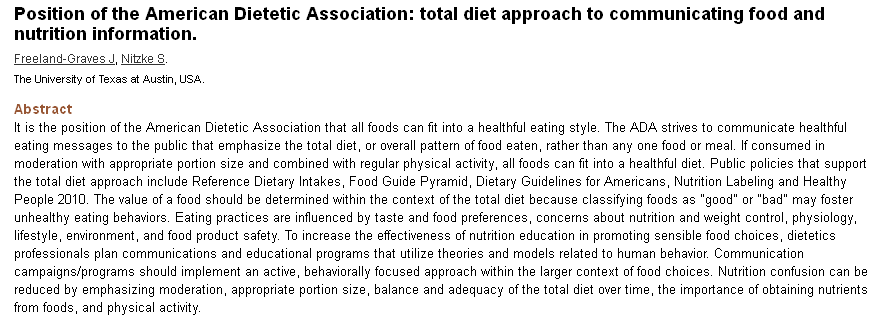 Position of the American Dietetic Association: total diet approach to communicating food and
nutrition information.
Freeland-Graves J, Nitzke S.
The University of Texas at Austin, USA.
Abstract
It is the position of the American Dietetic Association that all foods can fit into a healthful eating style. The ADA strives to communicate healthful
eating messages to the public that emphasize the total diet, or overall pattern of food eaten, rather than any one food or meal. If consumed in
moderation with appropriate portion size and combined with regular physical activity, all foods can fit into a healthful diet. Public policies that support
the total diet approach include Reference Dietary Intakes, Food Guide Pyramid, Dietary Guidelines for Americans, Nutrition Labeling and Healthy
People 2010. The value of a food should be determined within the context of the total diet because classifying foods as "good" or "bad" may foster
unhealthy eating behaviors. Eating practices are influenced by taste and food preferences, concerns about nutrition and weight control, physiology,
lifestyle, environment, and food product safety. To increase the effectiveness of nutrition education in promoting sensible food choices, dietetics
professionals plan communications and educational programs that utilize theories and models related to human behavior. Communication
campaigns/programs should implement an active, behaviorally focused approach within the larger context of food choices. Nutrition confusion can be
reduced by emphasizing moderation, appropriate portion size, balance and adequacy of the total diet over time, the importance of obtaining nutrients
from foods, and physical activity.